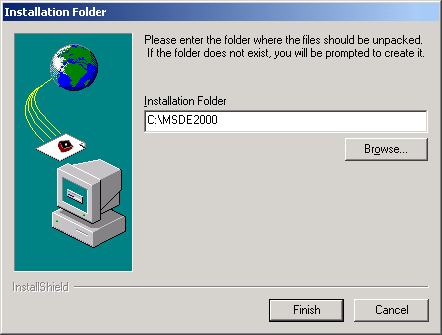 Installation Folder
Please enter the folder where the files should be unpacked.
If the folder does not exist, you will be prompted to create it.
Installation Folder
C:\MSDE2000
Browse...
InstallShield
Finish
Cancel